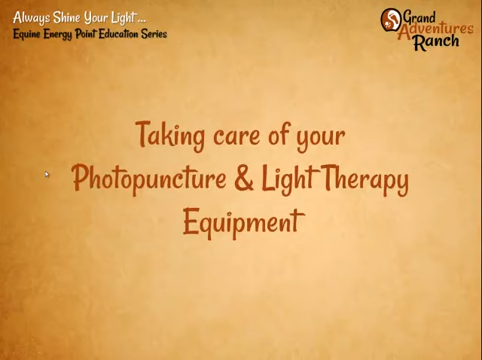 Always Shine Your Light...
Equine Energy Point Education Series
Grand
Adventures
Ranch
Taking care of your
Photopuncture & Light Therapy
Equipment